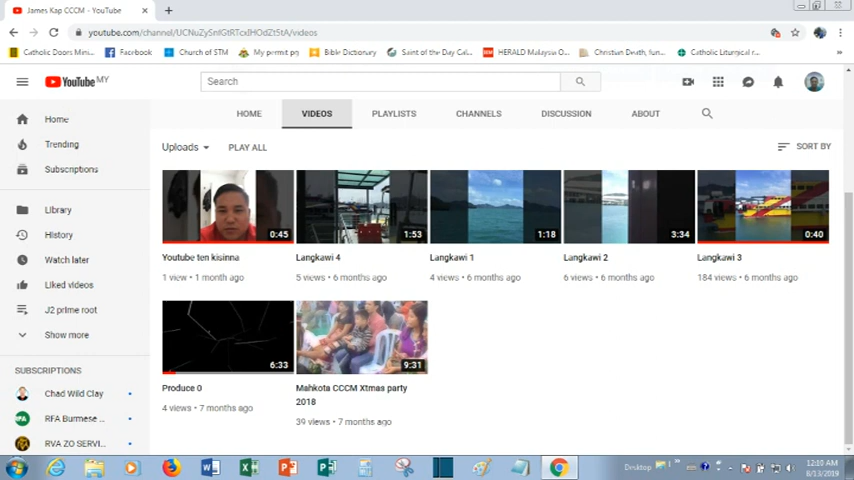 James Kap CCCM - YouTube
youtube.com/channel/UCNuZySntGtRTcxIHOdZt5tA/videos
Catholic Doors Mini... Facebook Church of STM My permit pg Bible Dictionary Saint of the Day Cal... HERALD Malaysia O... Christian Death, fun... Catholic Liturgical r...
YouTube MY
Search
HOME VIDEOS PLAYLISTS CHANNELS DISCUSSION ABOUT
Uploads PLAY ALL SORT BY
Home
Trending
Subscriptions
Library
History
Watch later
Liked videos
J2 prime root
Show more
SUBSCRIPTIONS
Chad Wild Clay
RFA Burmese ...
RVA ZO SERVI...
0:45 1:53 1:18 3:34 0:40
Youtube ten kisinna Langkawi 4 Langkawi 1 Langkawi 2 Langkawi 3
1 view • 1 month ago 5 views • 6 months ago 4 views • 6 months ago 6 views • 6 months ago 184 views • 6 months ago
6:33 9:31
Produce 0 Mahkota CCCM Xtmas party
2018
4 views • 7 months ago 39 views • 7 months ago
Desktop
12:10 AM
8/13/2019